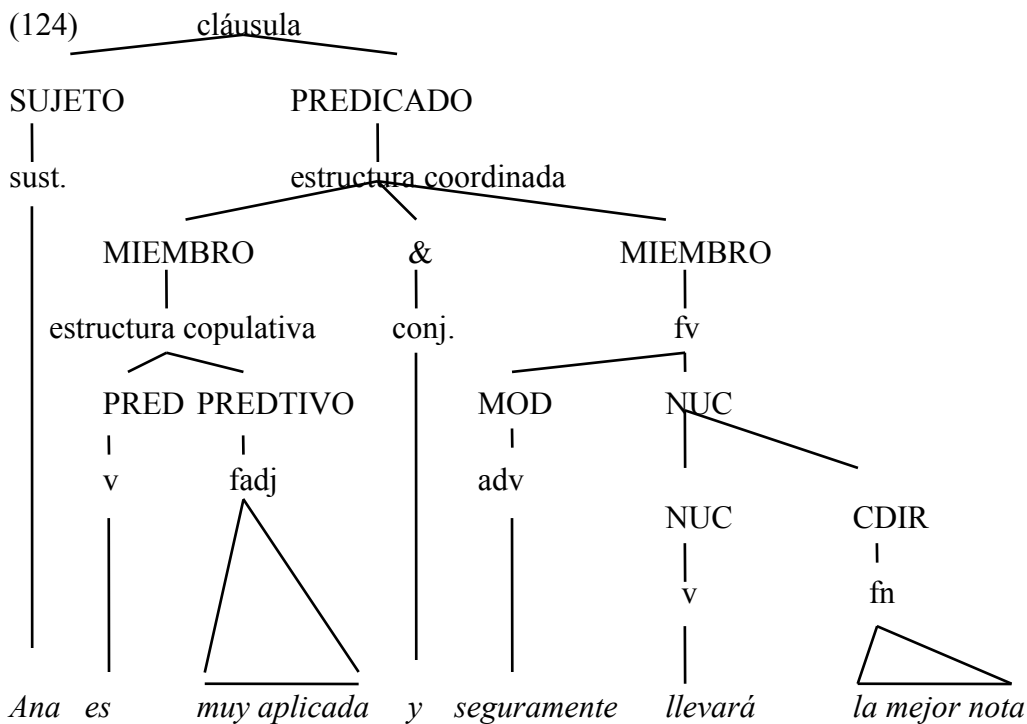 (124) cláusula
SUJETO PREDICADO
sust. estructura coordinada
MIEMBRO & MIEMBRO
estructura copulativa conj. fv
PRED PREDTIVO MOD NUC
v fadj adv
NUC CDIR
v fn
Ana es muy aplicada y seguramente llevará la mejor nota